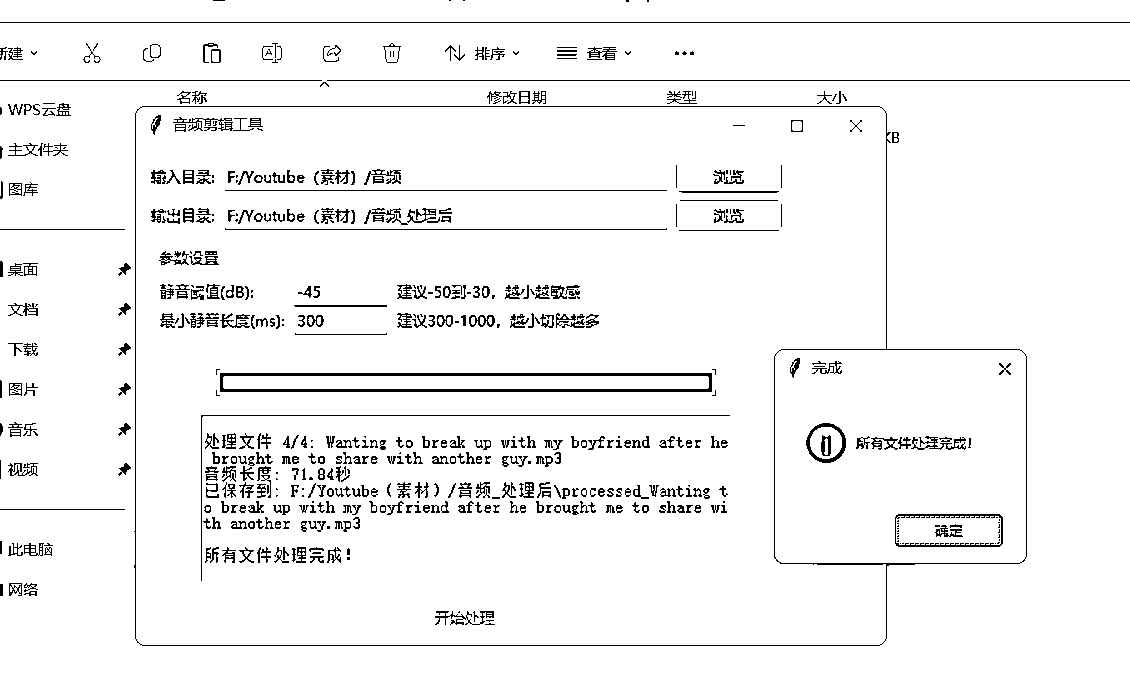 新建
排序
查看
WPS云盘
主文件夹
图库
桌面
文档
下载
图片
音乐
视频
此电脑
网络
名称 修改日期 类型 大小
KB
音频剪辑工具
输入目录: F:/Youtube（素材）/音频 浏览
输出目录: F:/Youtube（素材）/音频_处理后 浏览
参数设置
静音阈值(dB): -45 建议-50到-30，越小越敏感
最小静音长度(ms): 300 建议300-1000，越小切除越多
处理文件 4/4: Wanting to break up with my boyfriend after he
brought me to share with another guy.mp3
音频长度: 71.84秒
已保存到: F:/Youtube（素材）/音频_处理后\processed_Wanting t
o break up with my boyfriend after he brought me to share wi
th another guy.mp3
所有文件处理完成!
开始处理
完成
所有文件处理完成!
确定